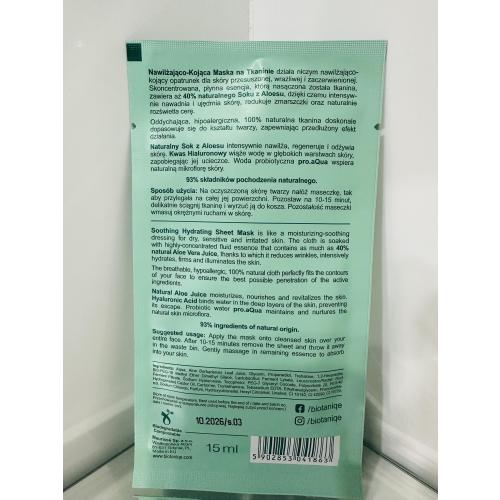 Nawilżająco-Kojąca Maska na Tkaninie działa niczym nawilżająco-
kojący opatrunek dla skóry przesuszonej, wrażliwej i zaczerwienionej.
Skoncentrowana, płynna esencja, którą nasączona została tkanina,
zawiera aż 40% naturalnego Soku z Aloesu, dzięki czemu intensyw-
nie nawadnia i ujędrnia skórę, redukuje zmarszczki oraz naturalnie
rozświetla cerę.
Oddychająca, hipoalergiczna, 100% naturalna tkanina doskonale
dopasowuje się do kształtu twarzy, zapewniając przedłużony efekt
działania.
Naturalny Sok z Aloesu intensywnie nawilża, regeneruje i odżywia
skórę. Kwas Hialuronowy wiąże wodę w głębokich warstwach skóry,
zapobiegając jej ucieczce. Woda probiotyczna pro.aQua wspiera
naturalną mikroflorę skóry.
93% składników pochodzenia naturalnego.
Sposób użycia: Na oczyszczoną skórę twarzy nałóż maseczkę, tak
aby przylegała na całej jej powierzchni. Pozostaw na 10-15 minut,
delikatnie ściągnij tkaninę i wyrzuć ją do kosza. Pozostałość maseczki
wmasuj okrężnymi ruchami w skórę.
Soothing Hydrating Sheet Mask is like a moisturizing-soothing
dressing for dry, sensitive and irritated skin. The cloth is soaked
with highly-concentrated fluid essence that contains as much as 40%
natural Aloe Vera Juice, thanks to which it reduces wrinkles, intensively
hydrates, firms and illuminates the skin.
The breathable, hypoallergic, 100% natural cloth perfectly fits the contours
of your face to ensure the best possible penetration of the active
ingredients.
Natural Aloe Juice moisturizes, nourishes and revitalizes the skin.
Hyaluronic Acid binds water in the deep layers of the skin, preventing
its escape. Probiotic water pro.aQua maintains and nurtures the
natural skin microflora.
93% ingredients of natural origin.
Suggested usage: Apply the mask onto cleansed skin over your
entire face. After 10-15 minutes remove the sheet and throw it away
in the waste bin. Gently massage in remaining essence to absorb
into your skin.
10.2026/s.03
/biotaniqe
/biotaniqe
Biodegradable
Compostable
Maurisse Sp. z o.o.
Made in EU
www.biotaniqe.com
15 ml
5 902853 041863